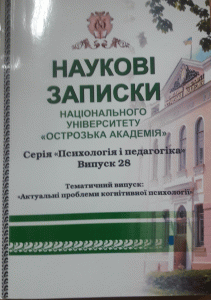 НАУКОВІ
ЗАПИСКИ
НАЦІОНАЛЬНОГО
УНІВЕРСИТЕТУ
«ОСТРОЗЬКА АКАДЕМІЯ»
Серія «Психологія і педагогіка»
Випуск 28
Тематичний випуск:
«Актуальні проблеми когнітивної психології»